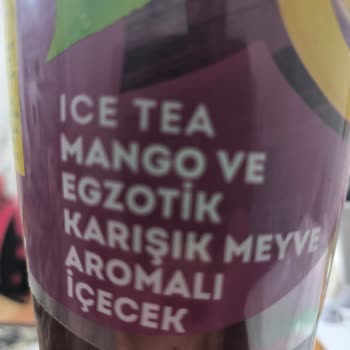 ICE TEA
MANGO VE
EGZOTİK
KARIŞIK MEYVE
AROMALI
İÇECEK